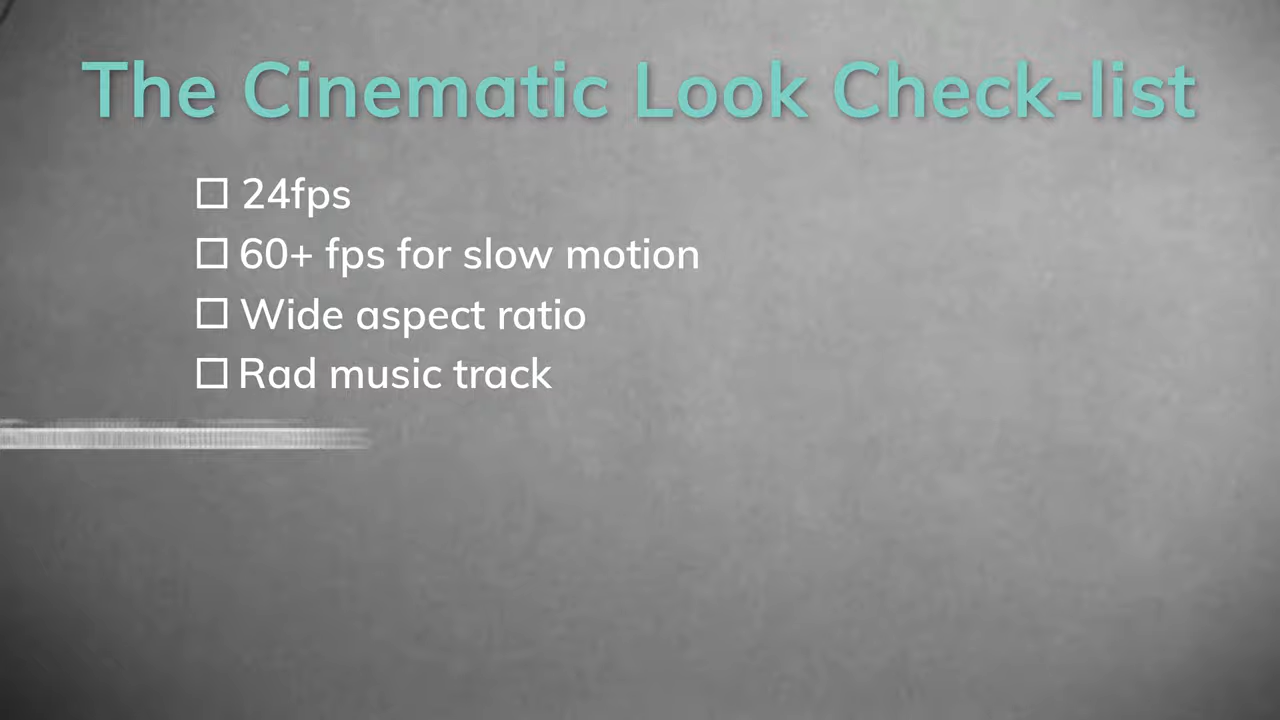 The Cinematic Look Check-list
24fps
60+ fps for slow motion
Wide aspect ratio
Rad music track